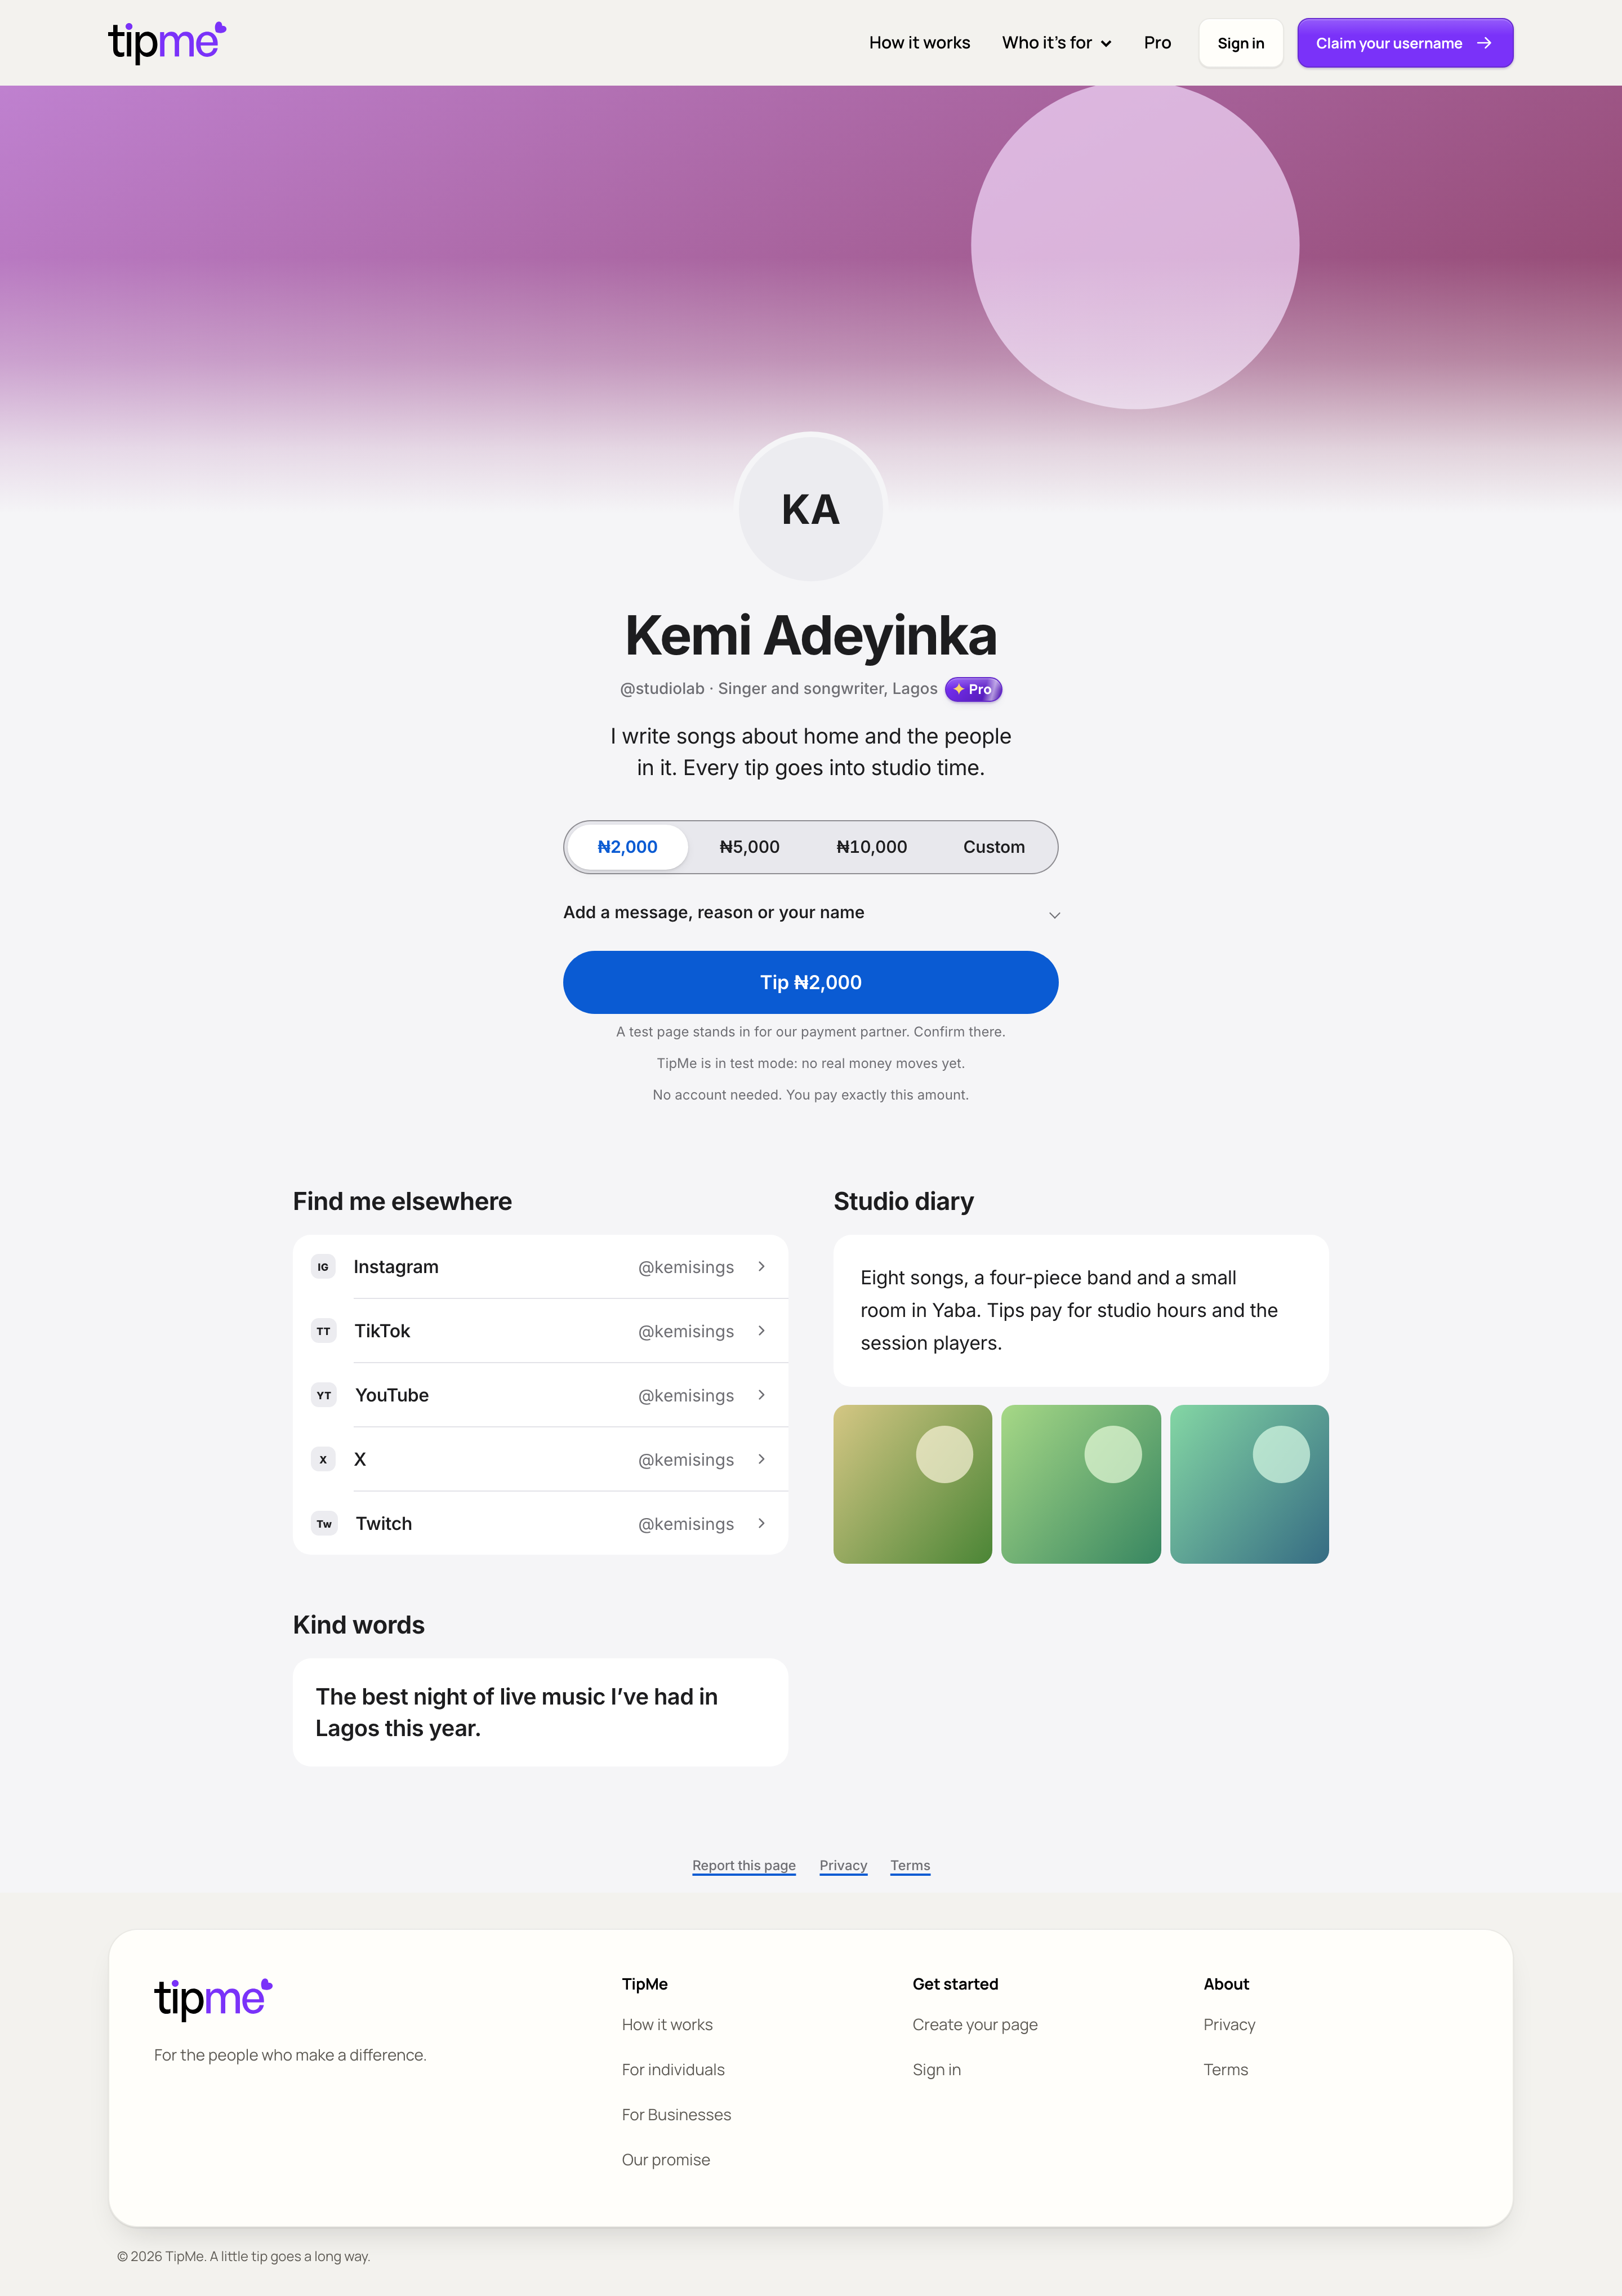 tipme
How it works
Who it's for
Pro
Sign in
Claim your username
KA
Kemi Adeyinka
@studiolab · Singer and songwriter, Lagos
Pro
I write songs about home and the people
in it. Every tip goes into studio time.
₦2,000
₦5,000
₦10,000
Custom
Add a message, reason or your name
Tip ₦2,000
A test page stands in for our payment partner. Confirm there.
TipMe is in test mode: no real money moves yet.
No account needed. You pay exactly this amount.
Find me elsewhere
IG Instagram @kemisings
TT TikTok @kemisings
YT YouTube @kemisings
X X @kemisings
Tw Twitch @kemisings
Studio diary
Eight songs, a four-piece band and a small
room in Yaba. Tips pay for studio hours and the
session players.
Kind words
The best night of live music I’ve had in
Lagos this year.
Report this page
Privacy
Terms
tipme
For the people who make a difference.
TipMe
How it works
For individuals
For Businesses
Our promise
Get started
Create your page
Sign in
About
Privacy
Terms
© 2026 TipMe. A little tip goes a long way.